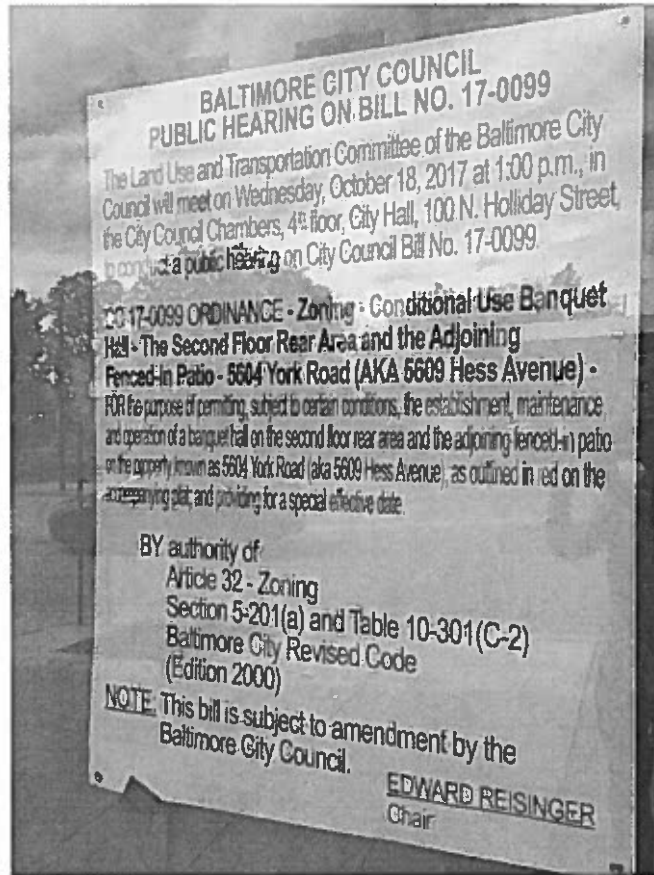 BALTIMORE CITY COUNCIL
PUBLIC HEARING ON BILL NO. 17-0099
The Land Use and Transportation Committee of the Baltimore City
Council will meet on Wednesday, October 18, 2017 at 1:00 p.m., in
the City Council Chambers, 4th floor, City Hall, 100 N. Holliday Street,
to conduct a public hearing on City Council Bill No. 17-0099.
CC 17-0099 ORDINANCE - Zoning - Conditional Use Banquet
Hall - The Second Floor Rear Area and the Adjoining
Fenced-In Patio - 5604 York Road (AKA 5609 Hess Avenue) -
FOR the purpose of permitting, subject to certain conditions, the establishment, maintenance,
and operation of a banquet hall on the second floor rear area and the adjoining fenced-in patio
on the property known as 5604 York Road (aka 5609 Hess Avenue), as outlined in red on the
accompanying plat; and providing for a special effective date.
BY authority of
Article 32 - Zoning
Section 5-201(a) and Table 10-301(C-2)
Baltimore City Revised Code
(Edition 2000)
NOTE: This bill is subject to amendment by the
Baltimore City Council.
EDWARD REISINGER
Chair